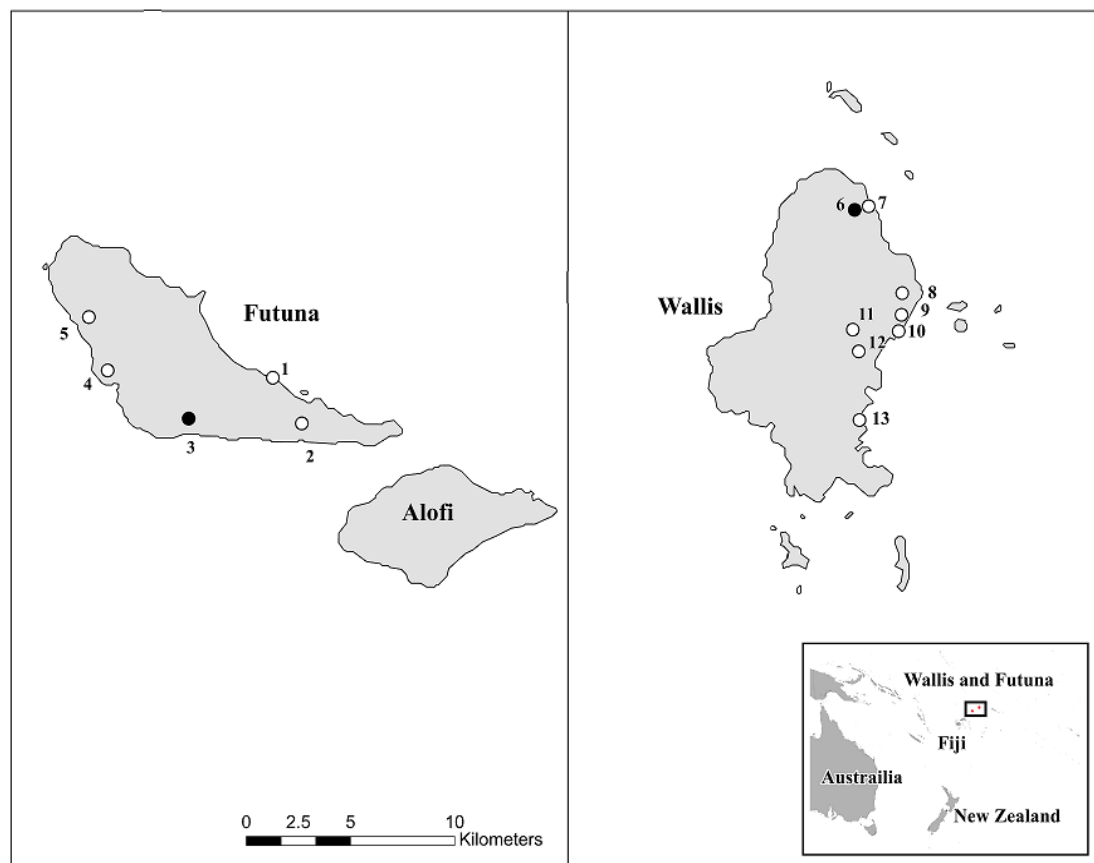 Futuna
1
2
3
4
5
Alofi
0 2.5 5 10
Kilometers
Wallis
6
7
8
9
10
11
12
13
Wallis and Futuna
Fiji
Austrailia
New Zealand